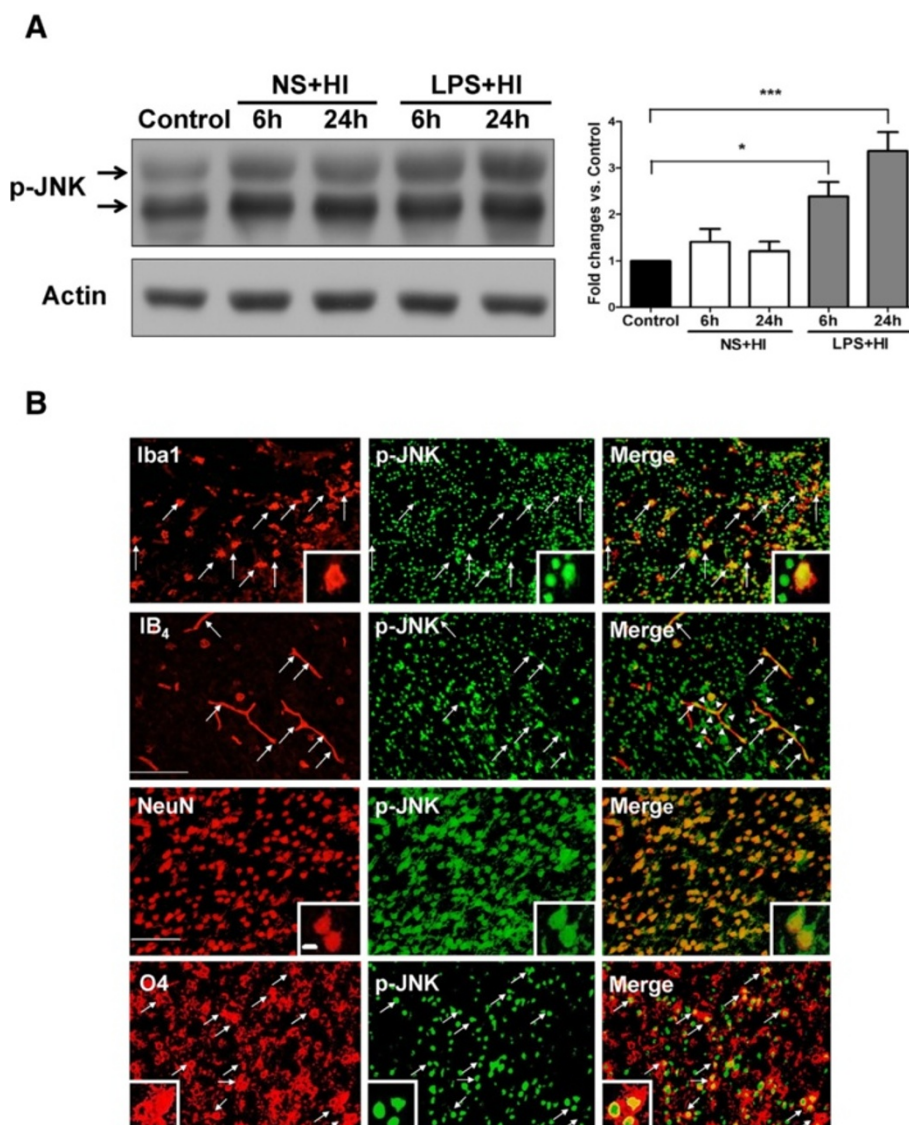 A
NS+HI LPS+HI
Control 6h 24h 6h 24h
p-JNK
Actin
***
*
Fold changes vs. Control
4
3
2
1
0
Control 6h 24h 6h 24h
NS+HI LPS+HI
B
Iba1 p-JNK Merge
IB4 p-JNK Merge
NeuN p-JNK Merge
O4 p-JNK Merge